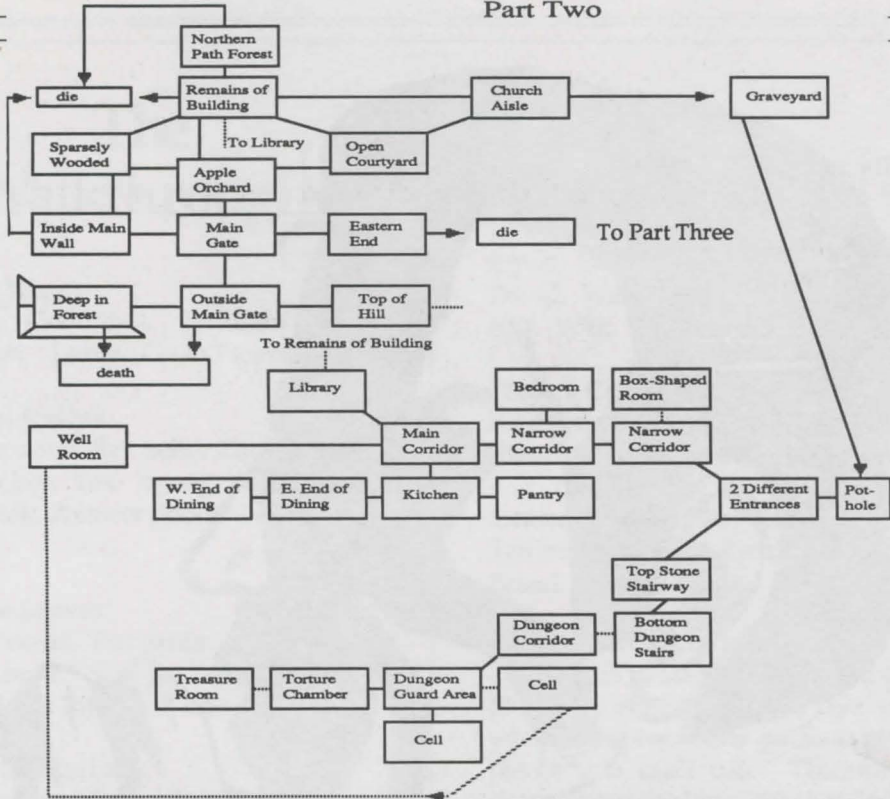 Part Two
Northern
Path Forest
die
Remains of
Building
Church
Aisle
Graveyard
To Library
Sparsely
Wooded
Open
Courtyard
Apple
Orchard
Inside Main
Wall
Main
Gate
Eastern
End
die
To Part Three
Deep in
Forest
Outside
Main Gate
Top of
Hill
To Remains of Building
death
Library
Bedroom
Box-Shaped
Room
Well
Room
Main
Corridor
Narrow
Corridor
Narrow
Corridor
W. End of
Dining
E. End of
Dining
Kitchen
Pantry
2 Different
Entrances
Pot-
hole
Top Stone
Stairway
Dungeon
Corridor
Bottom
Dungeon
Stairs
Treasure
Room
Torture
Chamber
Dungeon
Guard Area
Cell
Cell